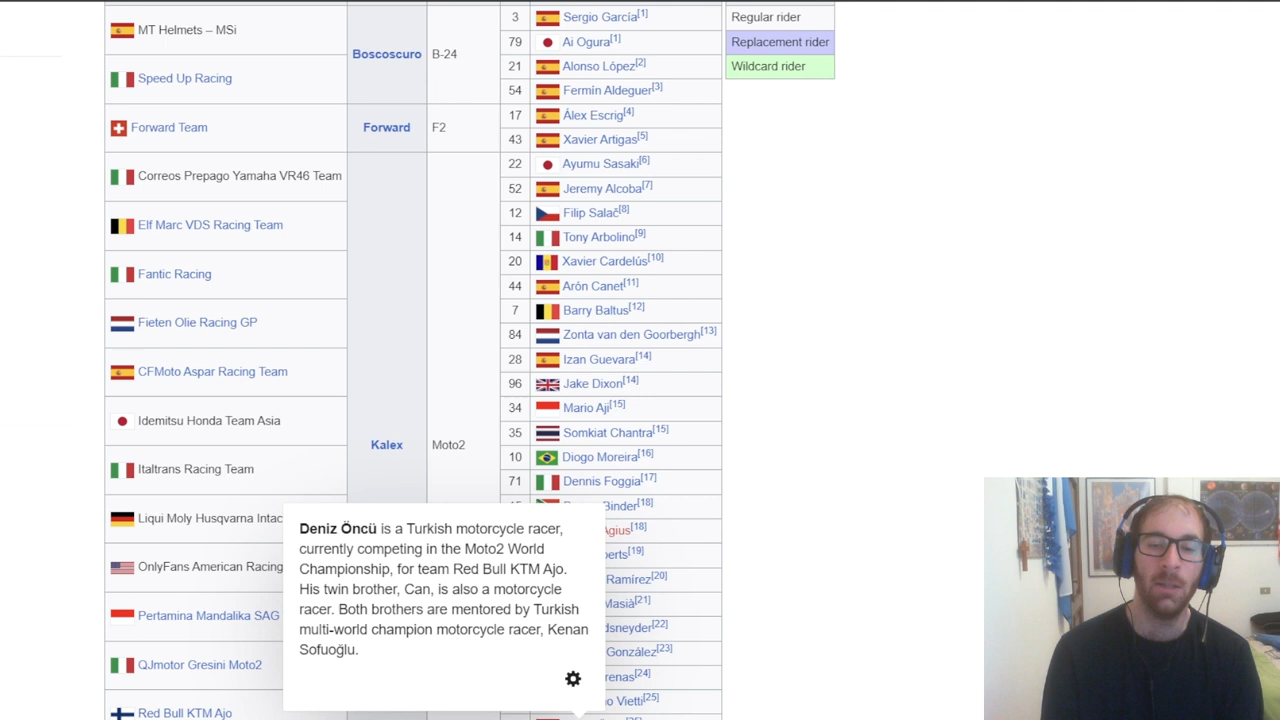 3 Sergio García[1] Regular rider
MT Helmets – MSi
79 Ai Ogura[1] Replacement rider
Boscoscuro B-24
21 Alonso López[2] Wildcard rider
Speed Up Racing
54 Fermín Aldeguer[3]
17 Álex Escrig[4]
Forward Team Forward F2
43 Xavier Artigas[5]
22 Ayumu Sasaki[6]
Correos Prepago Yamaha VR46 Team
52 Jeremy Alcoba[7]
12 Filip Salač[8]
Elf Marc VDS Racing Team
14 Tony Arbolino[9]
20 Xavier Cardelús[10]
Fantic Racing
44 Arón Canet[11]
7 Barry Baltus[12]
Fieten Olie Racing GP
84 Zonta van den Goorbergh[13]
28 Izan Guevara[14]
CFMoto Aspar Racing Team
96 Jake Dixon[14]
34 Mario Aji[15]
Idemitsu Honda Team Asia
35 Somkiat Chantra[15]
Kalex Moto2
10 Diogo Moreira[16]
Italtrans Racing Team
71 Dennis Foggia[17]
Binder[18]
Liqui Moly Husqvarna Intac
Agius[18]
erts[19]
OnlyFans American Racing
Ramírez[20]
Masià[21]
Pertamina Mandalika SAG
dsneyder[22]
González[23]
QJmotor Gresini Moto2
renas[24]
o Vietti[25]
Red Bull KTM Ajo
Deniz Öncü is a Turkish motorcycle racer,
currently competing in the Moto2 World
Championship, for team Red Bull KTM Ajo.
His twin brother, Can, is also a motorcycle
racer. Both brothers are mentored by Turkish
multi-world champion motorcycle racer, Kenan
Sofuoğlu.